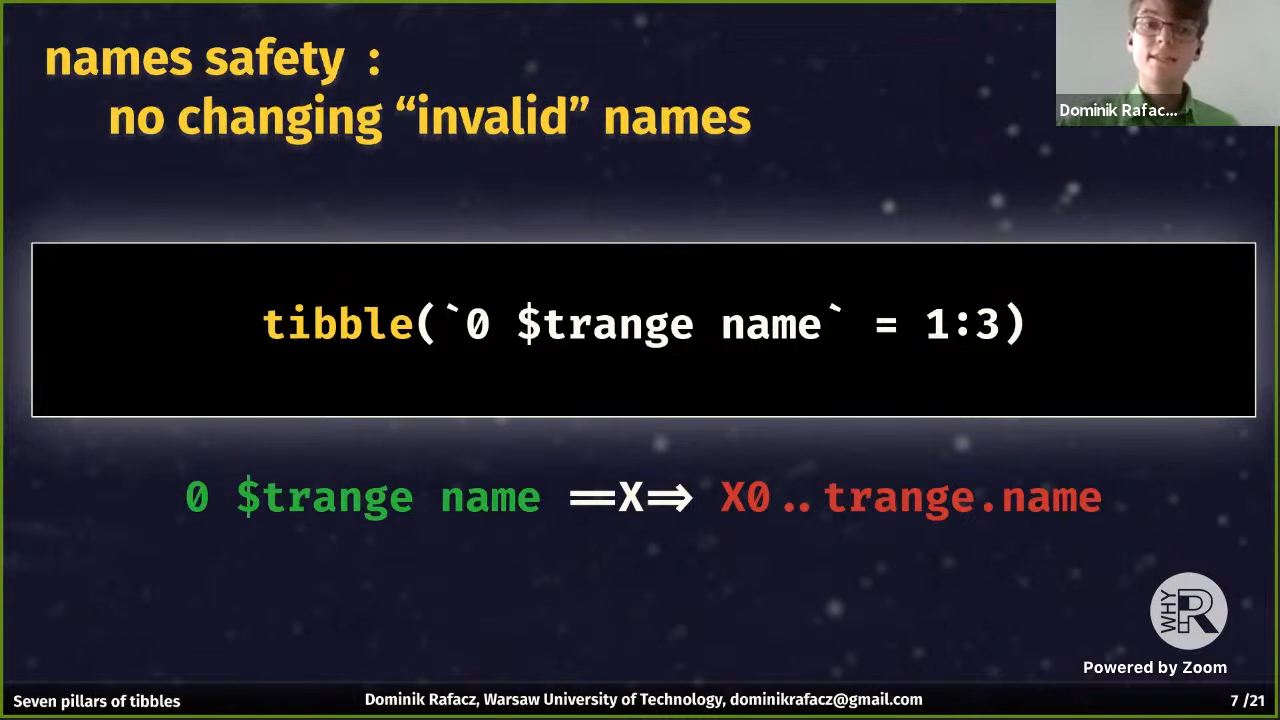 names safety :
no changing “invalid” names
Dominik Rafac...
tibble(`0 $trange name` = 1:3)
0 $trange name ==X=> X0..trange.name
WHY R
Powered by Zoom
Seven pillars of tibbles
Dominik Rafacz, Warsaw University of Technology, dominikrafacz@gmail.com
7 /21